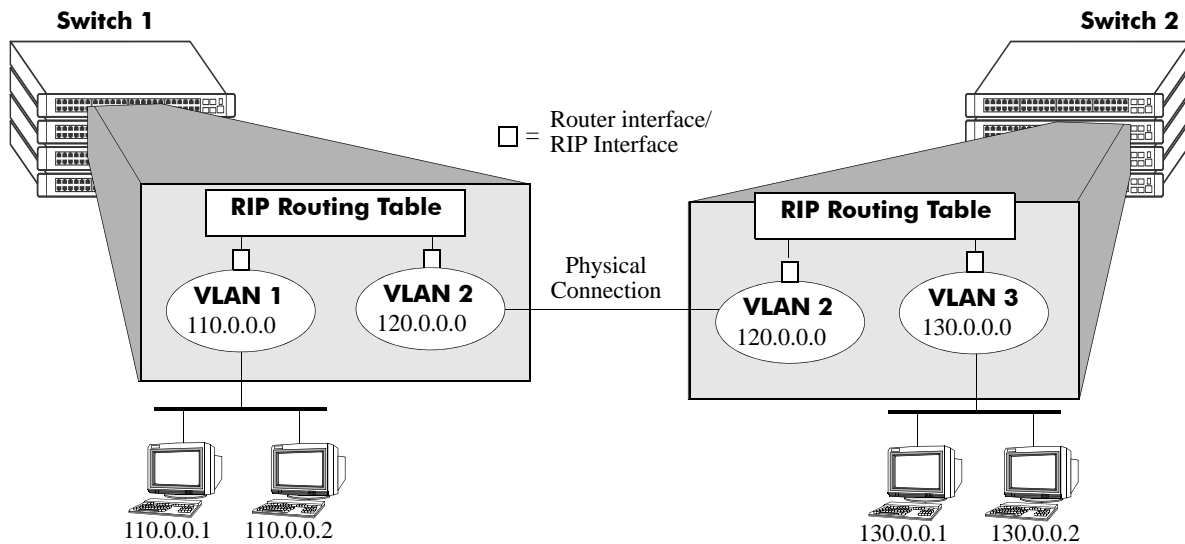 Switch 1
Switch 2
= Router interface/
RIP Interface
RIP Routing Table
RIP Routing Table
VLAN 1
110.0.0.0
VLAN 2
120.0.0.0
Physical
Connection
VLAN 2
120.0.0.0
VLAN 3
130.0.0.0
110.0.0.1
110.0.0.2
130.0.0.1
130.0.0.2